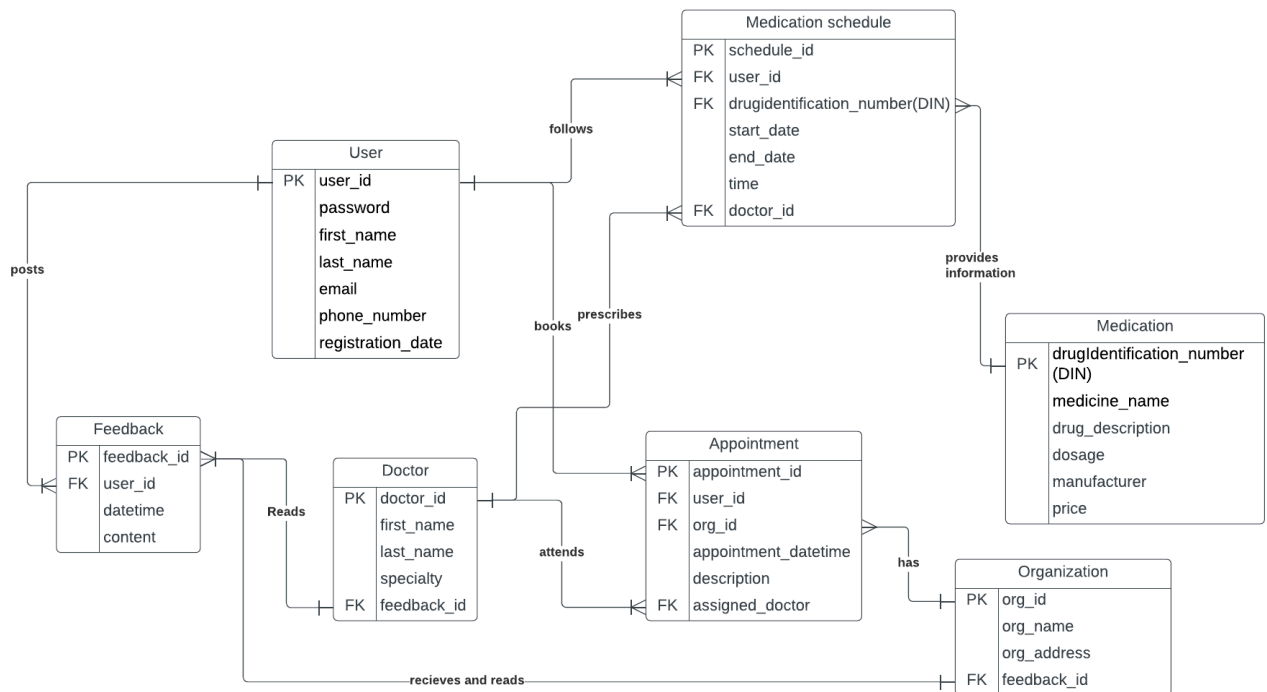 Medication schedule
PK schedule_id
FK user_id
FK drugidentification_number(DIN)
start_date
end_date
time
FK doctor_id
follows
User
PK user_id
password
first_name
last_name
email
phone_number
registration_date
posts
books
prescribes
provides
information
Medication
PK drugIdentification_number
(DIN)
medicine_name
drug_description
dosage
manufacturer
price
Feedback
PK feedback_id
FK user_id
datetime
content
Reads
Doctor
PK doctor_id
first_name
last_name
specialty
FK feedback_id
attends
Appointment
PK appointment_id
FK user_id
FK org_id
appointment_datetime
description
FK assigned_doctor
has
Organization
PK org_id
org_name
org_address
FK feedback_id
recieves and reads